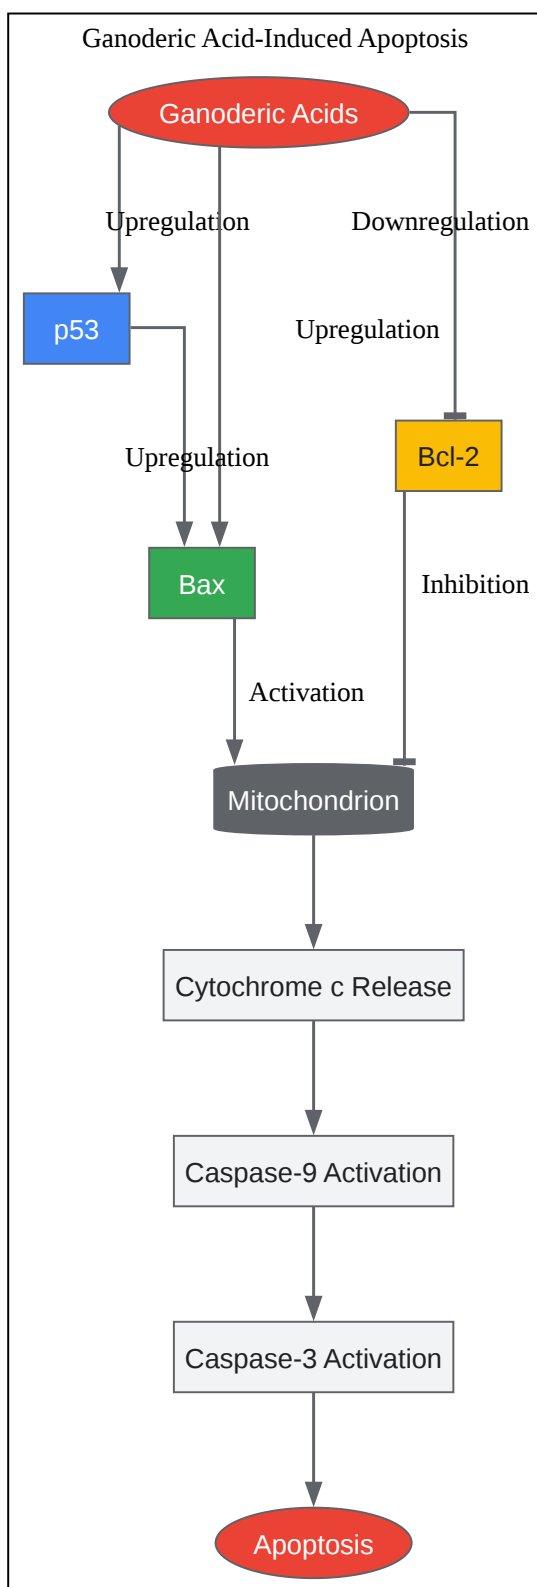 Ganoderic Acid-Induced Apoptosis
Ganoderic Acids
Upregulation
Downregulation
p53
Upregulation
Upregulation
Bcl-2
Bax
Inhibition
Activation
Mitochondrion
Cytochrome c Release
Caspase-9 Activation
Caspase-3 Activation
Apoptosis